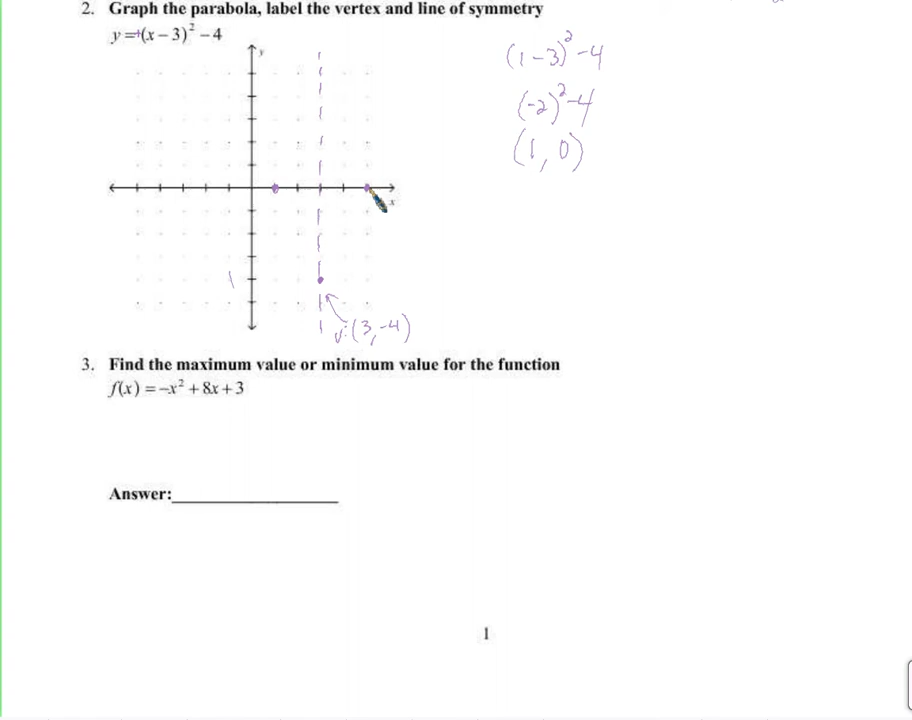 2. Graph the parabola, label the vertex and line of symmetry
y=+(x-3)² -4
(1-3)²-4
(-2)²-4
(1,0)
y
x
v:(3,-4)
3. Find the maximum value or minimum value for the function
f(x) = -x² + 8x + 3
Answer:
1